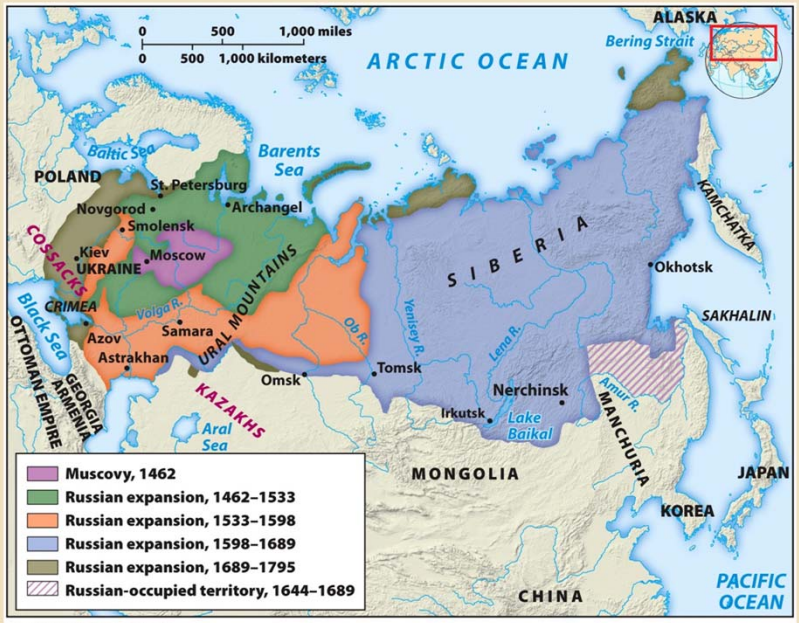 ALASKA
Bering Strait
0 500 1,000 miles
0 500 1,000 kilometers
ARCTIC OCEAN
Barents
Sea
Baltic Sea
POLAND
St. Petersburg
Novgorod
Archangel
Smolensk
COSSACKS
Kiev
UKRAINE
Moscow
URAL MOUNTAINS
SIBERIA
KAMCHATKA
Okhotsk
CRIMEA
Black Sea
Volga R.
Ob R.
Yenisey R.
Lena R.
SAKHALIN
Azov
Samara
Astrakhan
OTTOMAN EMPIRE
GEORGIA
ARMENIA
KAZAKHS
Omsk
Tomsk
Nerchinsk
Irkutsk
Lake
Baikal
Amur R.
MANCHURIA
Aral
Sea
MONGOLIA
JAPAN
KOREA
CHINA
PACIFIC
OCEAN
Muscovy, 1462
Russian expansion, 1462–1533
Russian expansion, 1533–1598
Russian expansion, 1598–1689
Russian expansion, 1689–1795
Russian-occupied territory, 1644–1689